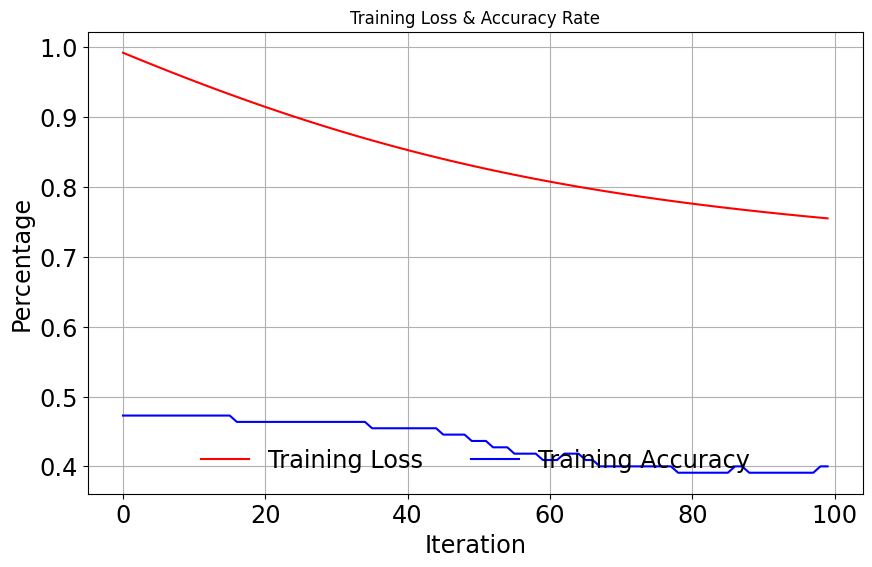 Training Loss & Accuracy Rate
1.0
0.9
0.8
0.7
0.6
0.5
0.4
Percentage
Training Loss
Training Accuracy
0 20 40 60 80 100
Iteration